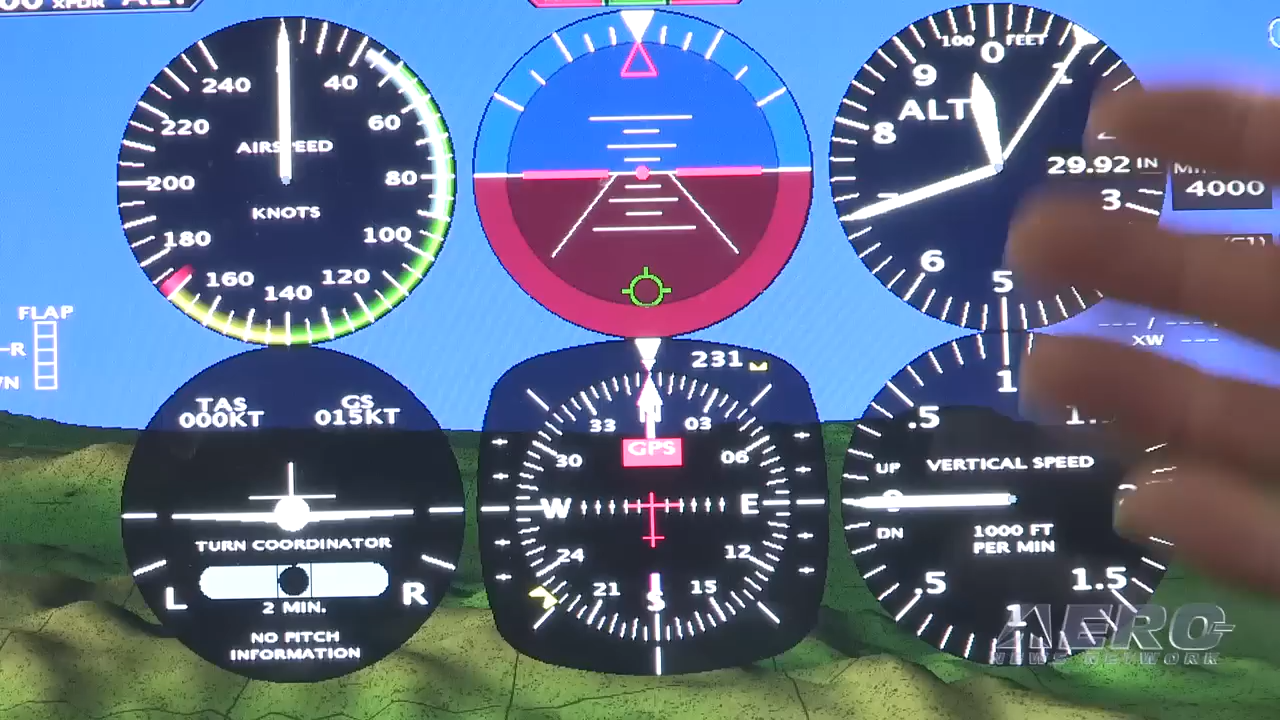 XPDR ALT
240 40
220 60
AIRSPEED
200 80
KNOTS
180 100
160 120
140
100 FEET
0
9
ALT
8
29.92 IN
3
6
5
4000
FLAP
XW
TAS GS
000KT 015KT
TURN COORDINATOR
L R
2 MIN.
NO PITCH
INFORMATION
231
33 03
GPS
30 06
W E
24 12
21 15
S
1
.5
UP VERTICAL SPEED
DN
1000 FT
PER MIN
.5 1.5
1
AERO
NEWS NETWORK